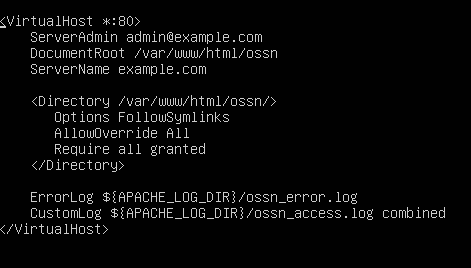 <VirtualHost *:80>
ServerAdmin admin@example.com
DocumentRoot /var/www/html/ossn
ServerName example.com
<Directory /var/www/html/ossn/>
Options FollowSymlinks
AllowOverride All
Require all granted
</Directory>
ErrorLog ${APACHE_LOG_DIR}/ossn_error.log
CustomLog ${APACHE_LOG_DIR}/ossn_access.log combined
</VirtualHost>